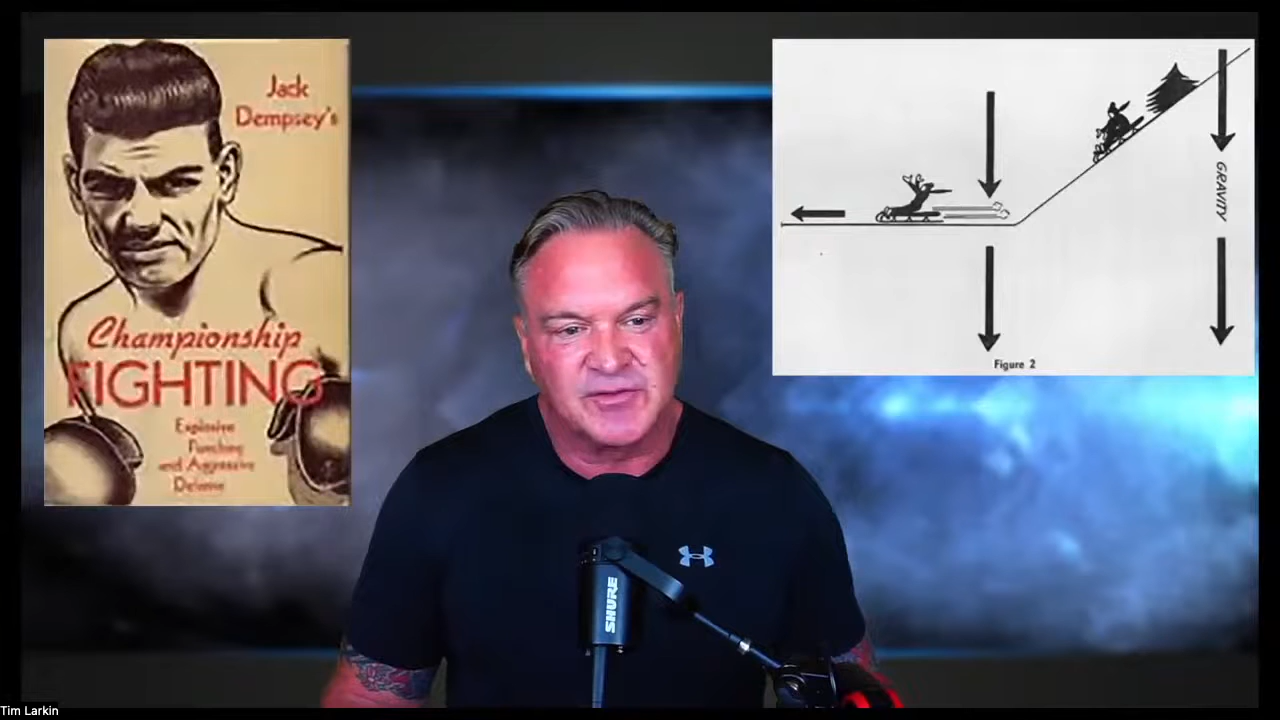 Jack
Dempsey's
Championship
FIGHTING
Explosive
Punching
and Aggressive
Defense
GRAVITY
Figure 2
SHURE
Tim Larkin